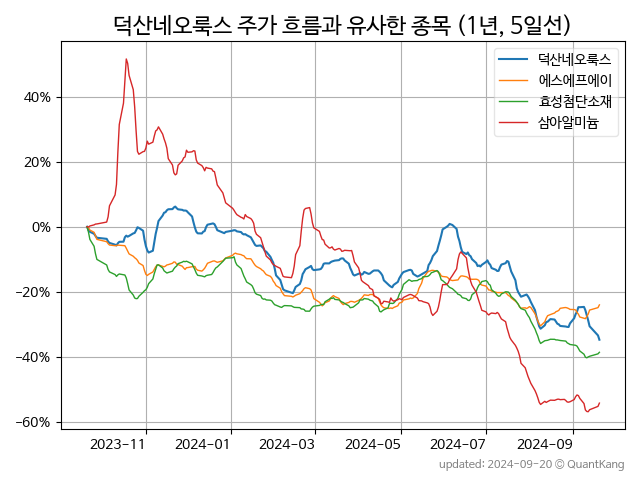 덕산네오룩스 주가 흐름과 유사한 종목 (1년, 5일선)
덕산네오룩스
에스에프에이
효성첨단소재
삼아알미늄
40%
20%
0%
−20%
−40%
−60%
2023-11
2024-01
2024-03
2024-05
2024-07
2024-09
updated: 2024-09-20 © QuantKang